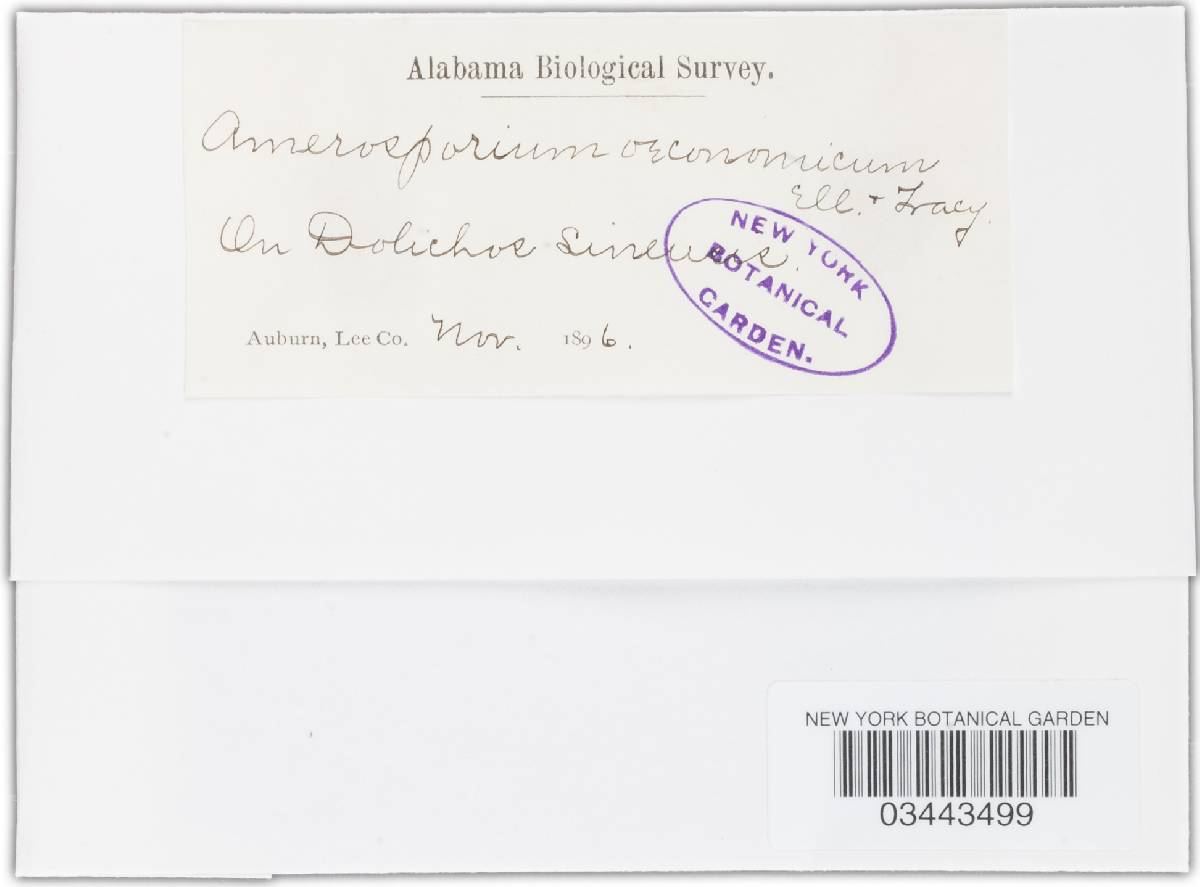 Alabama Biological Survey.
Amerosporium oeconomicum
Ell. + Tracy.
On Dolichos sinensis.
NEW YORK
BOTANICAL
GARDEN.
Auburn, Lee Co. Nov. 1896.
NEW YORK BOTANICAL GARDEN
03443499